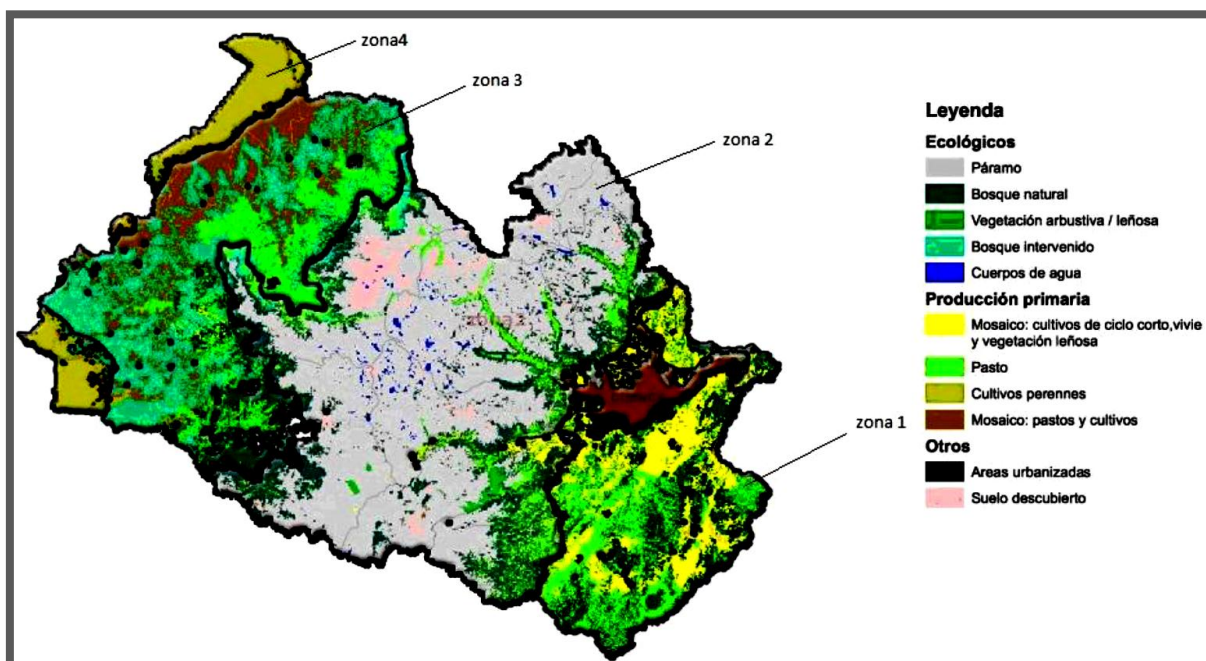 zona4
zona 3
zona 2
zona 1
Leyenda
Ecológicos
Páramo
Bosque natural
Vegetación arbustiva / leñosa
Bosque intervenido
Cuerpos de agua
Producción primaria
Mosaico: cultivos de ciclo corto,vivie
y vegetación leñosa
Pasto
Cultivos perennes
Mosaico: pastos y cultivos
Otros
Areas urbanizadas
Suelo descubierto